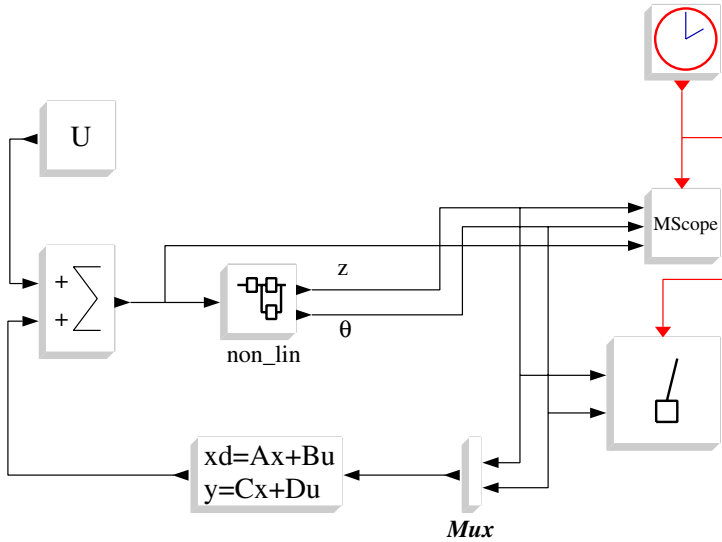 U
MScope
z
+
+
θ
non_lin
xd=Ax+Bu
y=Cx+Du
Mux